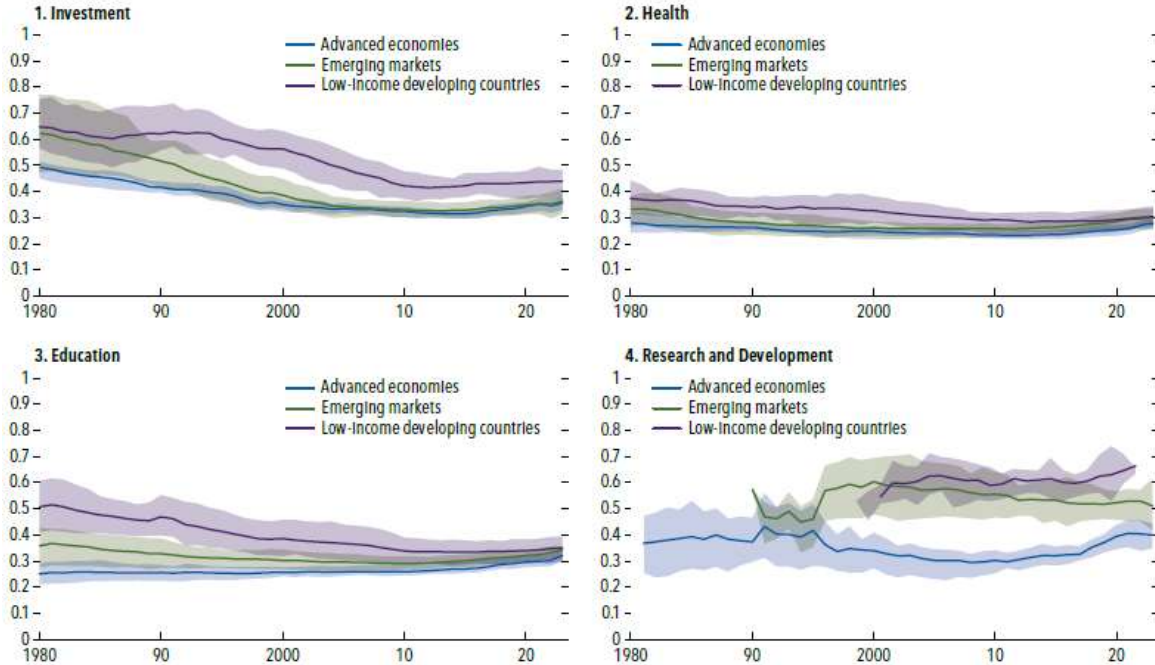 1. Investment
1
0.9
0.8
0.7
0.6
0.5
0.4
0.3
0.2
0.1
0
Advanced economies
Emerging markets
Low-income developing countries
1980 90 2000 10 20
2. Health
1
0.9
0.8
0.7
0.6
0.5
0.4
0.3
0.2
0.1
0
Advanced economies
Emerging markets
Low-income developing countries
1980 90 2000 10 20
3. Education
1
0.9
0.8
0.7
0.6
0.5
0.4
0.3
0.2
0.1
0
Advanced economies
Emerging markets
Low-income developing countries
1980 90 2000 10 20
4. Research and Development
1
0.9
0.8
0.7
0.6
0.5
0.4
0.3
0.2
0.1
0
Advanced economies
Emerging markets
Low-income developing countries
1980 90 2000 10 20